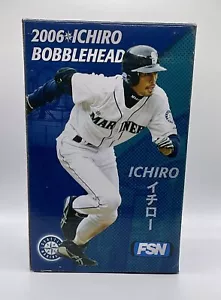 2006 ICHIRO
BOBBLEHEAD
MARINERS
ICHIRO
イチロー
FSN